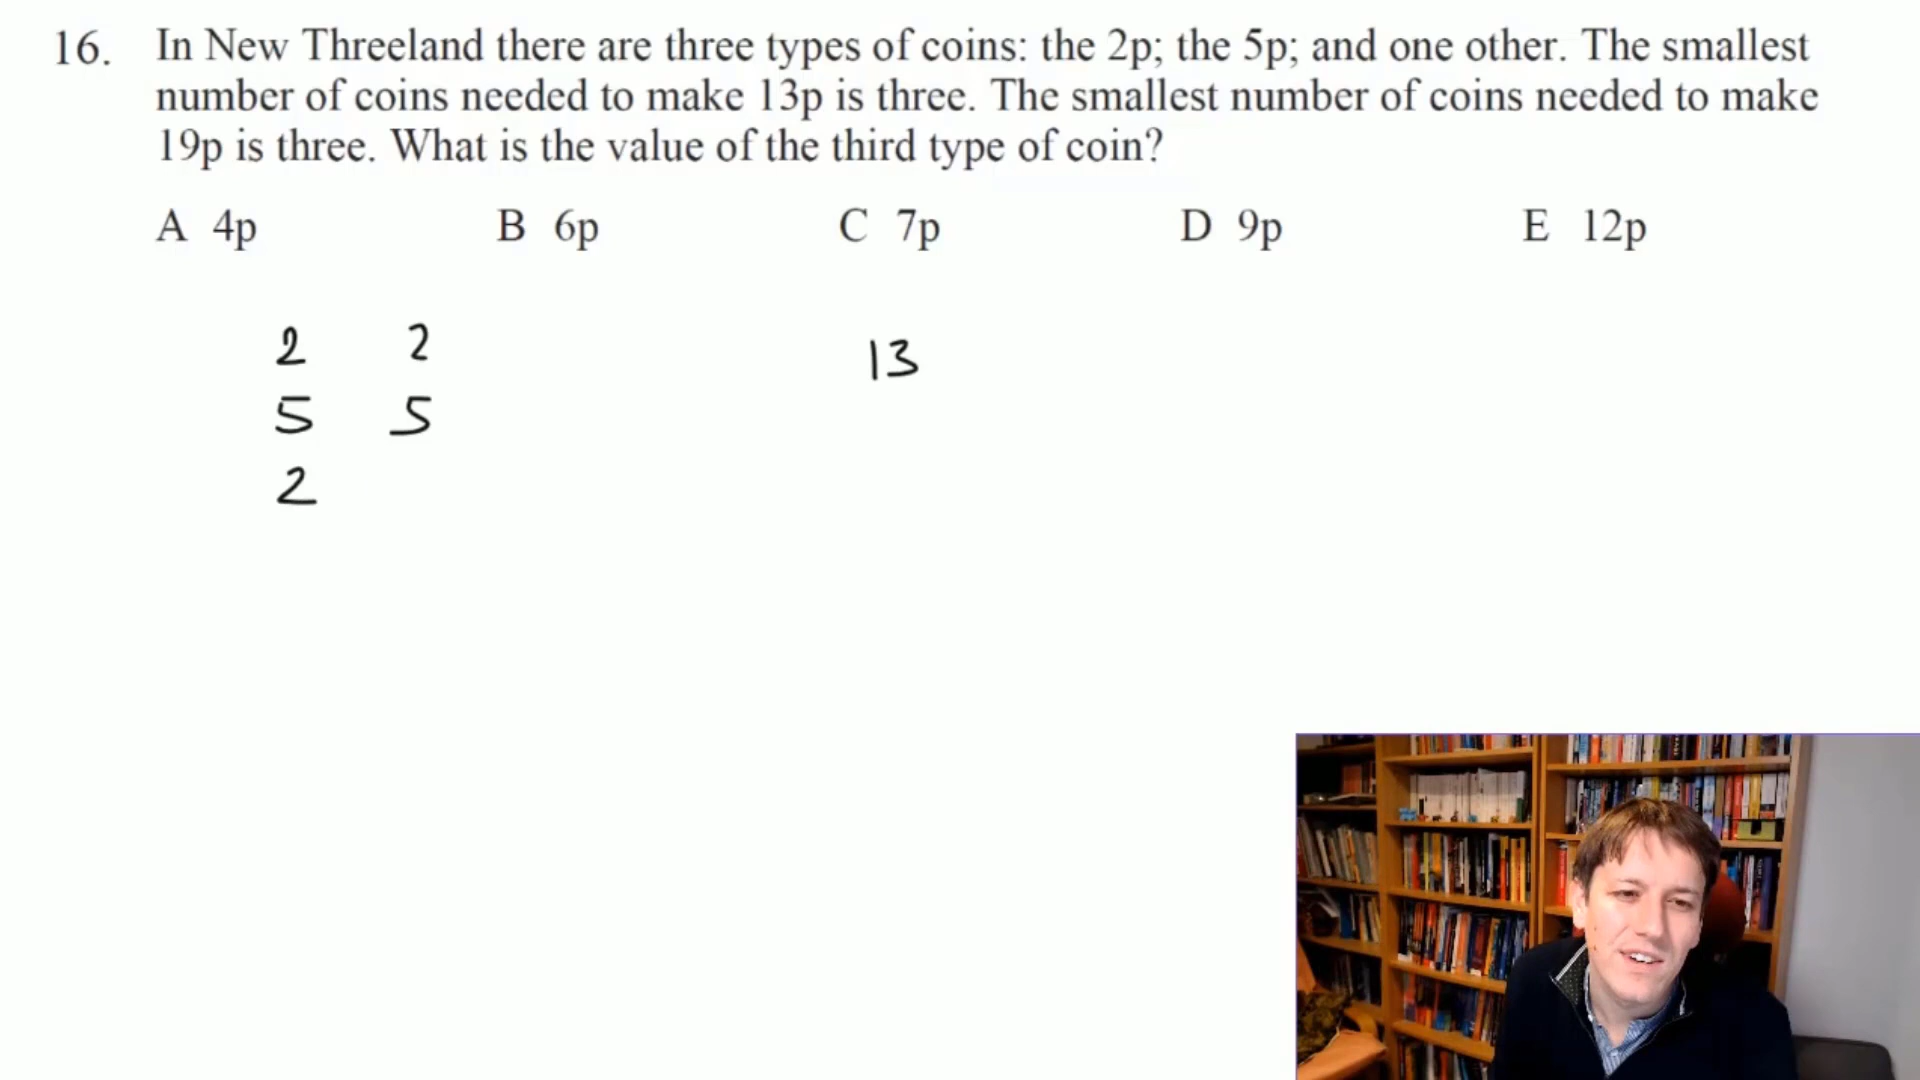 16. In New Threeland there are three types of coins: the 2p; the 5p; and one other. The smallest
number of coins needed to make 13p is three. The smallest number of coins needed to make
19p is three. What is the value of the third type of coin?
A 4p B 6p C 7p D 9p E 12p
2 2 13
5 5
2